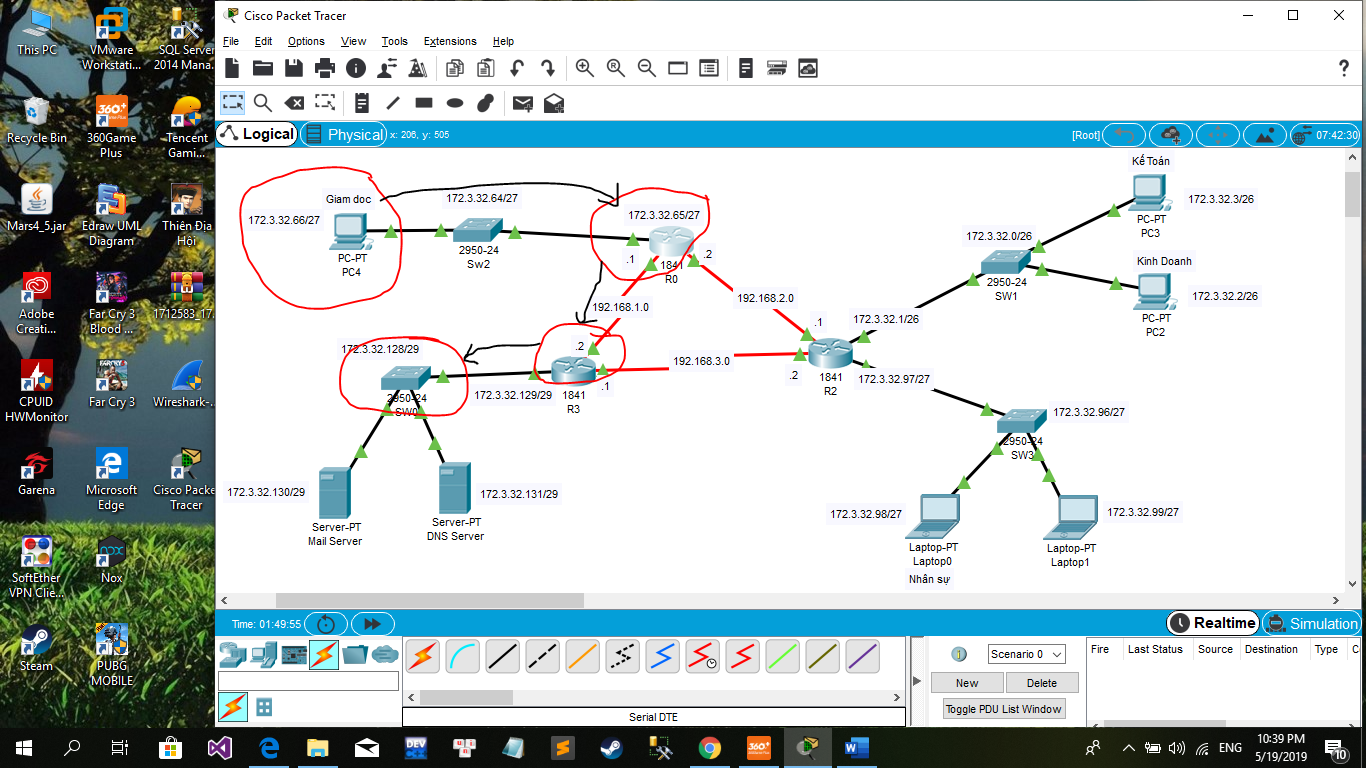 This PC
VMware
Workstati...
SQL Server
2014 Mana...
Recycle Bin
360Game
Plus
Tencent
Gami...
Mars4_5.jar
Edraw UML
Diagram
Thiên Địa
Hội
Adobe
Creati...
Far Cry 3
Blood ...
1712583_17...
CPUID
HWMonitor
Far Cry 3
Wireshark-...
Garena
Microsoft
Edge
Cisco Packe
Tracer
SoftEther
VPN Clie...
Nox
Steam
PUBG
MOBILE
Cisco Packet Tracer
File Edit Options View Tools Extensions Help
Logical
Physical
x: 206, y: 505
[Root]
07:42:30
Giam doc
172.3.32.66/27
PC-PT
PC4
172.3.32.64/27
2950-24
Sw2
172.3.32.65/27
.1
.2
1841
R0
192.168.1.0
192.168.2.0
172.3.32.128/29
2950-24
SW0
172.3.32.129/29
.2
.1
1841
R3
192.168.3.0
.1
.2
1841
R2
172.3.32.1/26
172.3.32.97/27
172.3.32.0/26
2950-24
SW1
Kế Toán
172.3.32.3/26
PC-PT
PC3
Kinh Doanh
172.3.32.2/26
PC-PT
PC2
172.3.32.96/27
2950-24
SW3
172.3.32.130/29
Server-PT
Mail Server
172.3.32.131/29
Server-PT
DNS Server
172.3.32.98/27
Laptop-PT
Laptop0
Nhân sự
172.3.32.99/27
Laptop-PT
Laptop1
Time: 01:49:55
Realtime
Simulation
Scenario 0
New
Delete
Toggle PDU List Window
Fire Last Status Source Destination Type C
Serial DTE
ENG
10:39 PM
5/19/2019
10